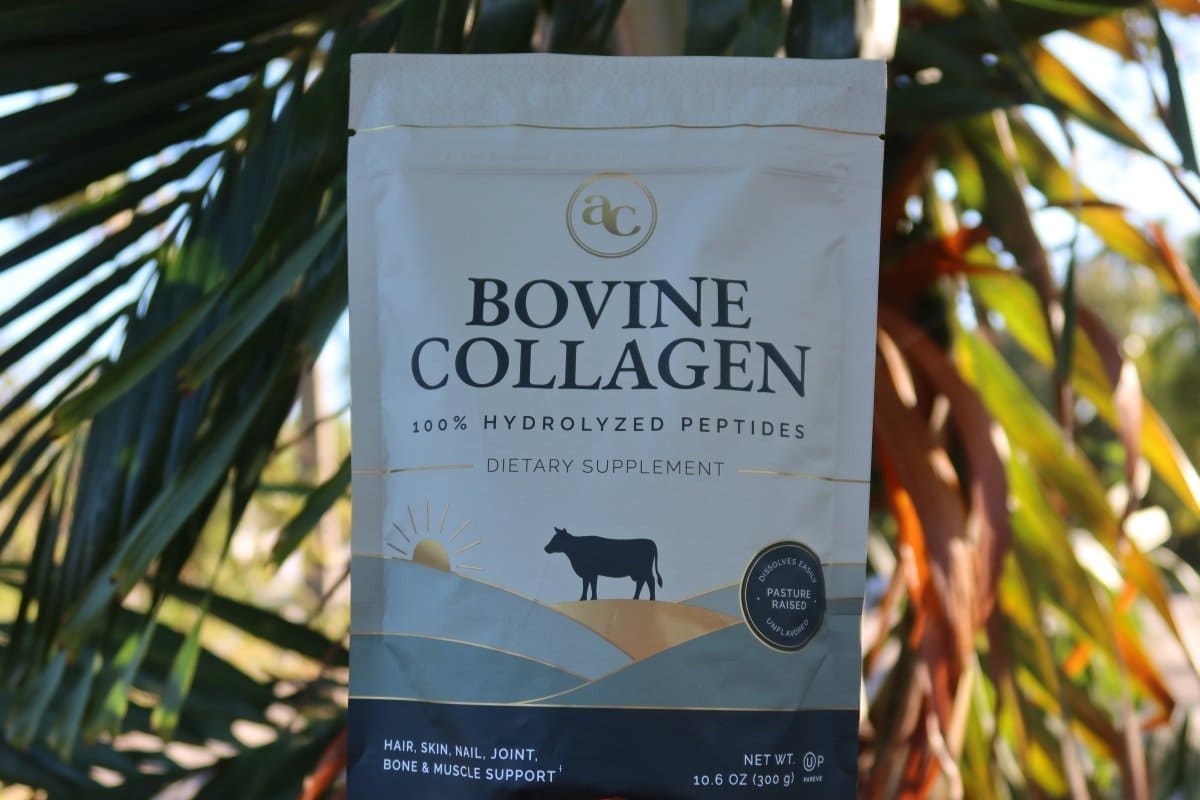 ac
BOVINE
COLLAGEN
100% HYDROLYZED PEPTIDES
DIETARY SUPPLEMENT
DISSOLVES EASILY
PASTURE
RAISED
UNFLAVORED
HAIR, SKIN, NAIL, JOINT,
BONE & MUSCLE SUPPORT†
NET WT.
10.6 OZ (300 g)
U P
PAREVE